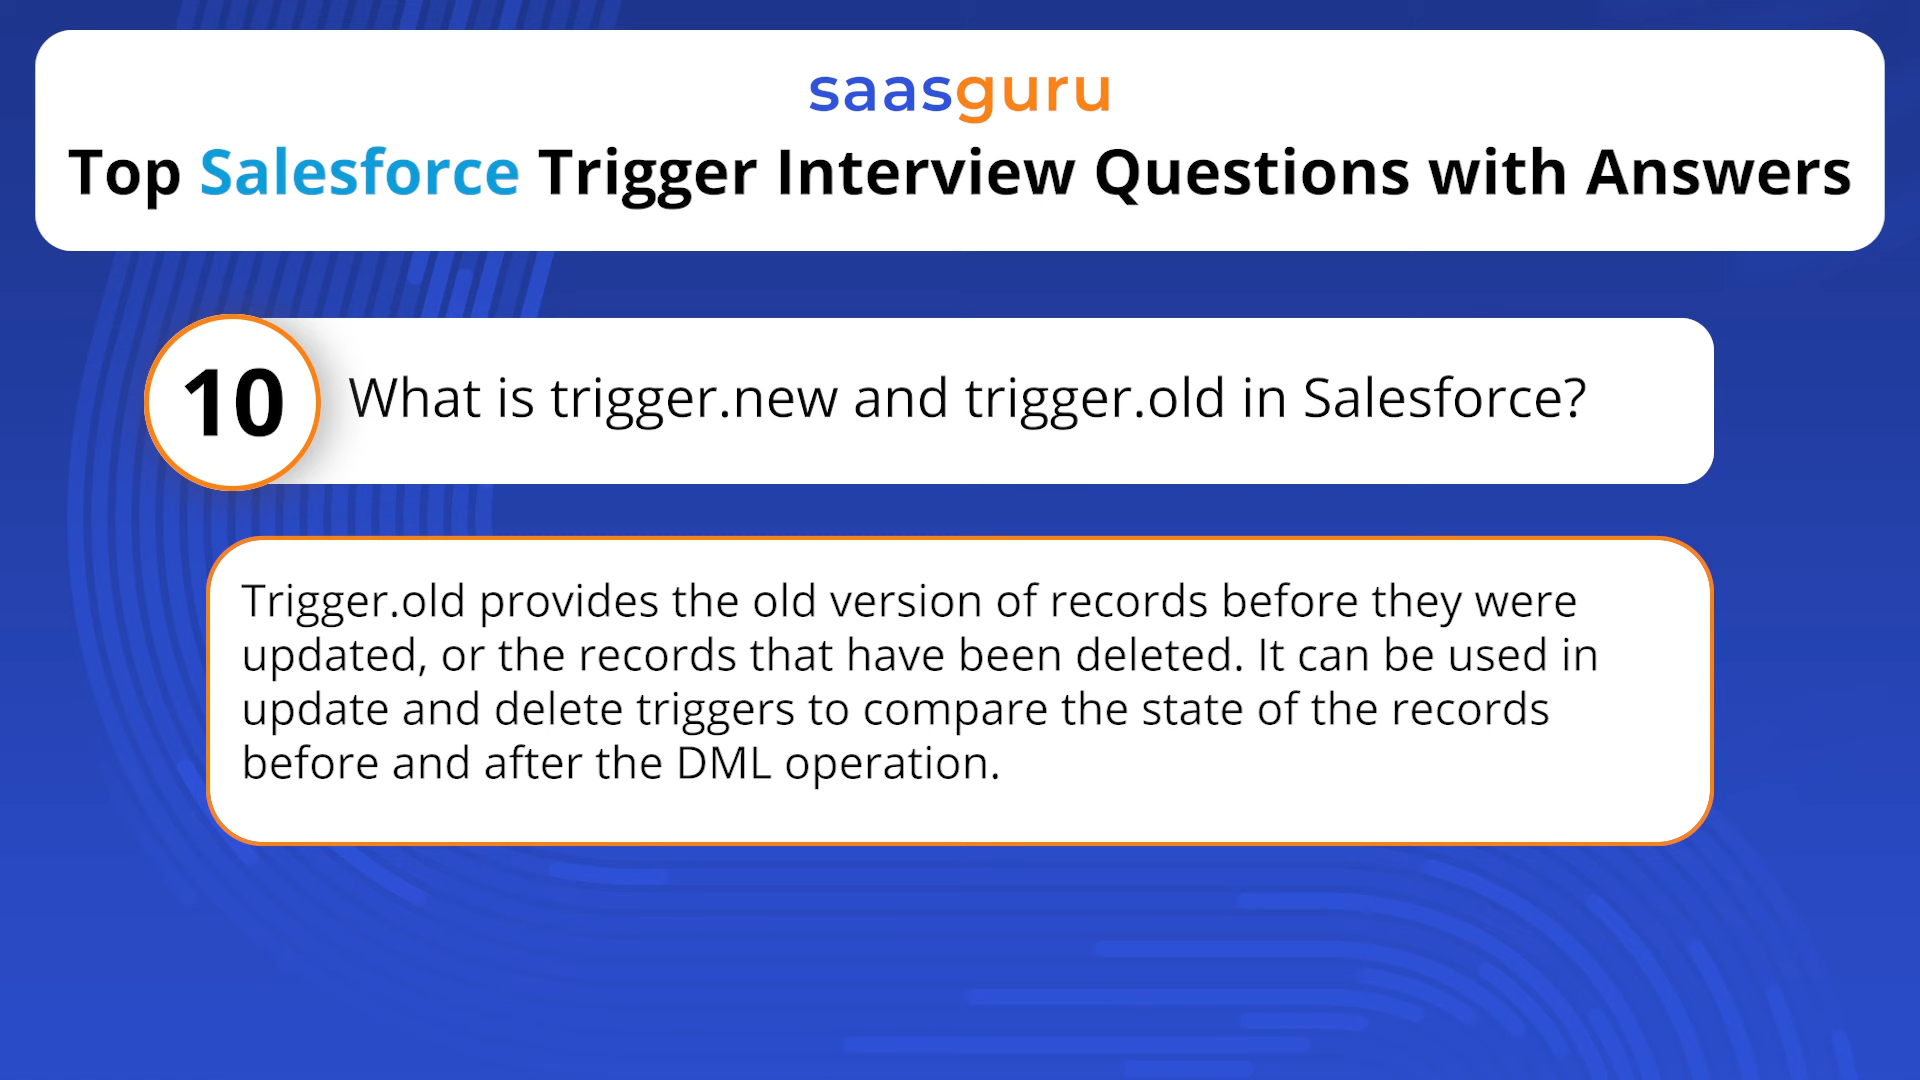 saasguru
Top Salesforce Trigger Interview Questions with Answers
10
What is trigger.new and trigger.old in Salesforce?
Trigger.old provides the old version of records before they were
updated, or the records that have been deleted. It can be used in
update and delete triggers to compare the state of the records
before and after the DML operation.